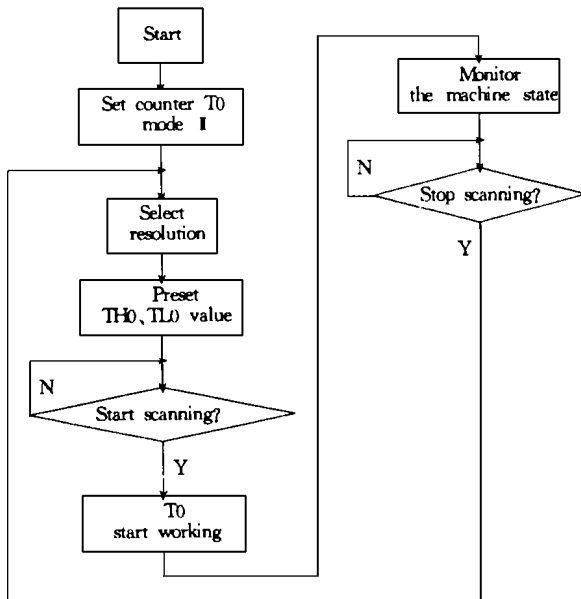 Start
Set counter T0
mode Ⅱ
Select
resolution
Preset
TH0、TL0 value
N
Start scanning?
Y
T0
start working
Monitor
the machine state
N
Stop scanning?
Y